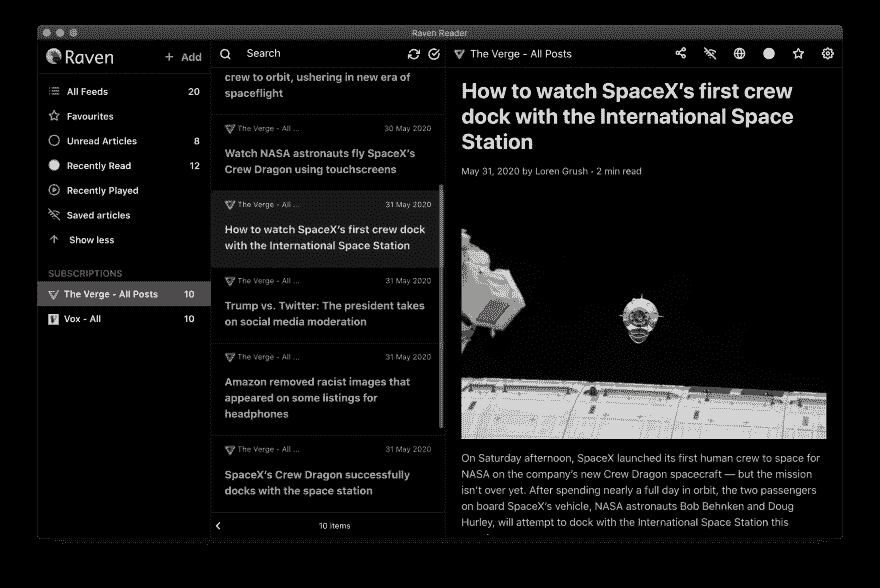 Raven Reader
Raven
+ Add
All Feeds 20
Favourites
Unread Articles 8
Recently Read 12
Recently Played
Saved articles
Show less
SUBSCRIPTIONS
The Verge - All Posts 10
Vox - All 10
Search
crew to orbit, ushering in new era of
spaceflight
The Verge - All ... 30 May 2020
Watch NASA astronauts fly SpaceX's
Crew Dragon using touchscreens
The Verge - All ... 31 May 2020
How to watch SpaceX's first crew dock
with the International Space Station
The Verge - All ... 31 May 2020
Trump vs. Twitter: The president takes
on social media moderation
The Verge - All ... 31 May 2020
Amazon removed racist images that
appeared on some listings for
headphones
The Verge - All ... 31 May 2020
SpaceX's Crew Dragon successfully
docks with the space station
10 items
The Verge - All Posts
How to watch SpaceX's first crew
dock with the International Space
Station
May 31, 2020 by Loren Grush • 2 min read
On Saturday afternoon, SpaceX launched its first human crew to space for
NASA on the company's new Crew Dragon spacecraft — but the mission
isn't over yet. After spending nearly a full day in orbit, the two passengers
on board SpaceX's vehicle, NASA astronauts Bob Behnken and Doug
Hurley, will attempt to dock with the International Space Station this